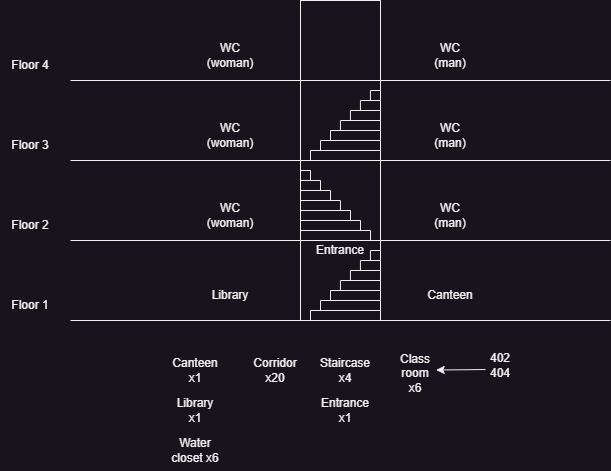 WC
(woman)
WC
(man)
Floor 4
WC
(woman)
WC
(man)
Floor 3
WC
(woman)
WC
(man)
Floor 2
Entrance
Library
Canteen
Floor 1
Canteen
x1
Corridor
x20
Staircase
x4
Class
room
x6
402
404
Library
x1
Entrance
x1
Water
closet x6